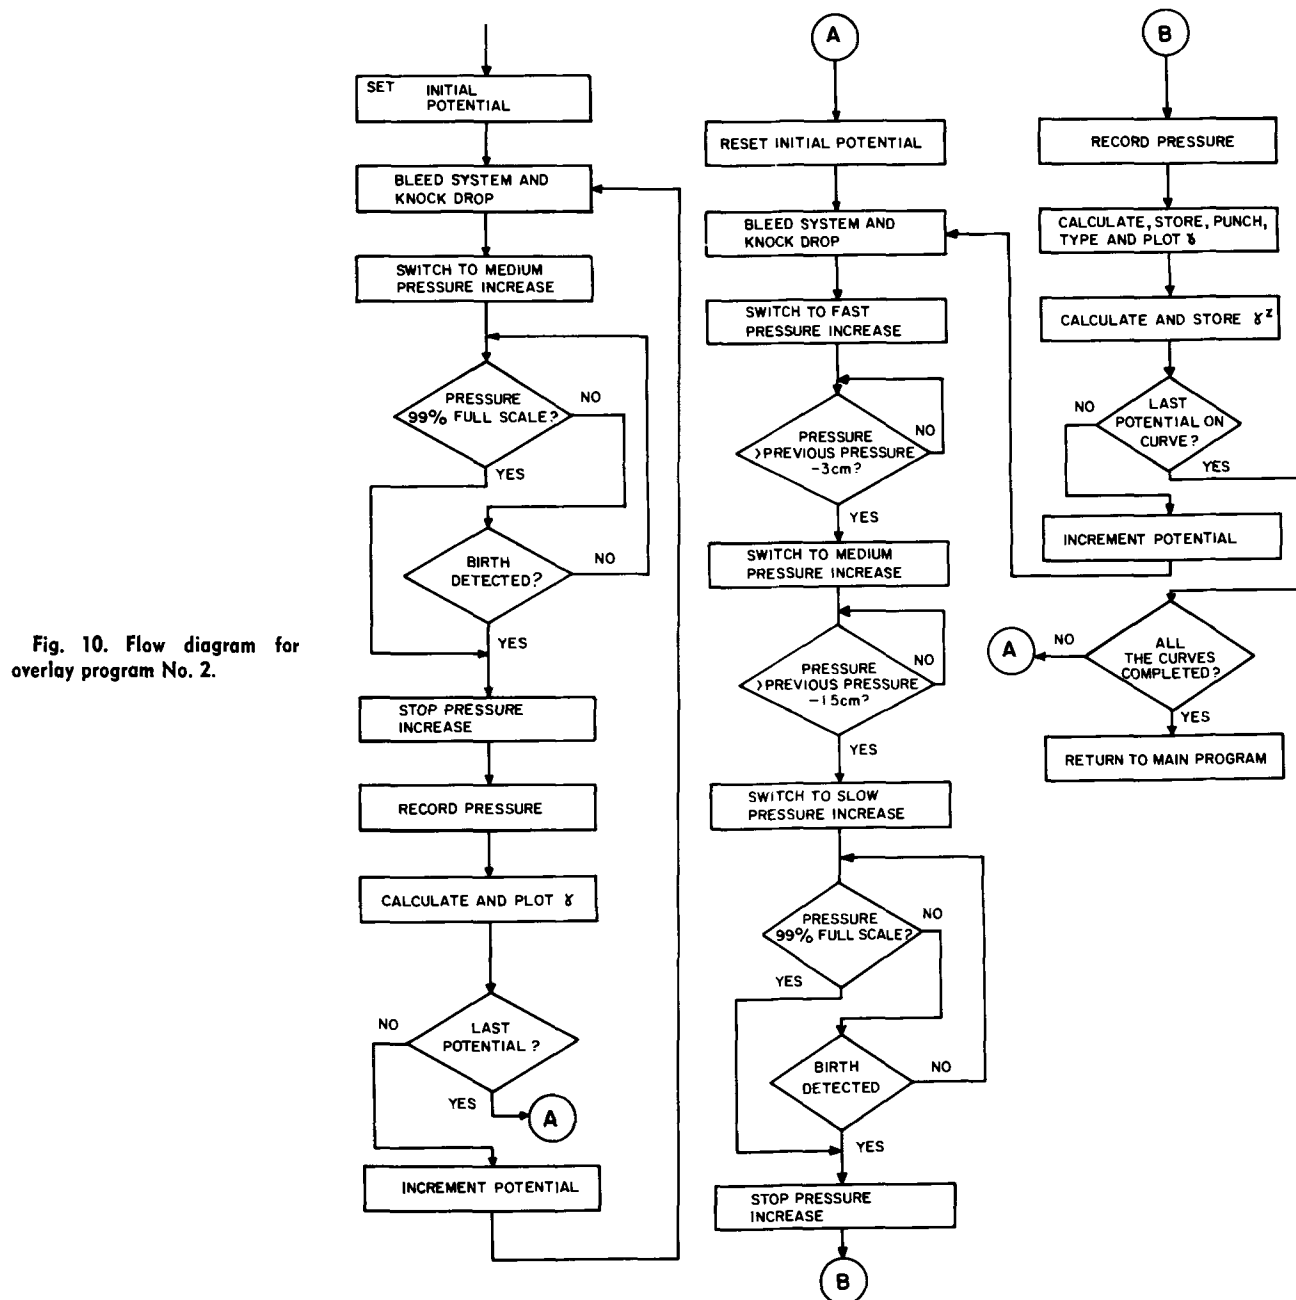 SET INITIAL
POTENTIAL
BLEED SYSTEM AND
KNOCK DROP
SWITCH TO MEDIUM
PRESSURE INCREASE
PRESSURE
99% FULL SCALE?
NO
YES
BIRTH
DETECTED?
NO
YES
STOP PRESSURE
INCREASE
RECORD PRESSURE
CALCULATE AND PLOT γ
LAST
POTENTIAL ?
NO
YES
A
INCREMENT POTENTIAL
Fig. 10. Flow diagram for
overlay program No. 2.
A
RESET INITIAL POTENTIAL
BLEED SYSTEM AND
KNOCK DROP
SWITCH TO FAST
PRESSURE INCREASE
PRESSURE
>PREVIOUS PRESSURE
-3cm?
NO
YES
SWITCH TO MEDIUM
PRESSURE INCREASE
PRESSURE
>PREVIOUS PRESSURE
-1.5cm?
NO
YES
SWITCH TO SLOW
PRESSURE INCREASE
PRESSURE
99% FULL SCALE?
NO
YES
BIRTH
DETECTED
NO
YES
STOP PRESSURE
INCREASE
B
B
RECORD PRESSURE
CALCULATE, STORE, PUNCH,
TYPE AND PLOT γ
CALCULATE AND STORE γ²
LAST
POTENTIAL ON
CURVE?
NO
YES
INCREMENT POTENTIAL
ALL
THE CURVES
COMPLETED?
NO
A
YES
RETURN TO MAIN PROGRAM